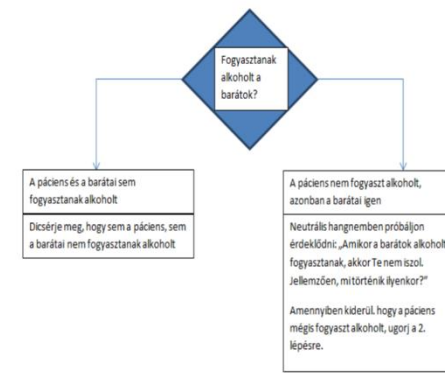 Fogyasztanak
alkoholt a
barátok?
A páciens és a barátai sem
fogyasztanak alkoholt
Dicsérje meg, hogy sem a páciens, sem
a barátai nem fogyasztanak alkoholt
A páciens nem fogyaszt alkoholt,
azonban a barátai igen
Neutrális hangnemben próbáljon
érdeklődni: „Amikor a barátok alkoholt
fogyasztanak, akkor Te nem iszol.
Jellemzően, mi történik ilyenkor?"
Amennyiben kiderül. hogy a páciens
mégis fogyaszt alkoholt, ugorj a 2.
lépésre.